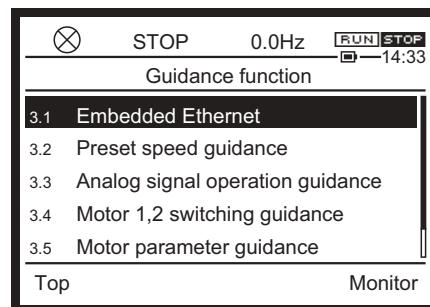 STOP 0.0Hz RUN STOP
14:33
Guidance function
3.1 Embedded Ethernet
3.2 Preset speed guidance
3.3 Analog signal operation guidance
3.4 Motor 1,2 switching guidance
3.5 Motor parameter guidance
Top Monitor